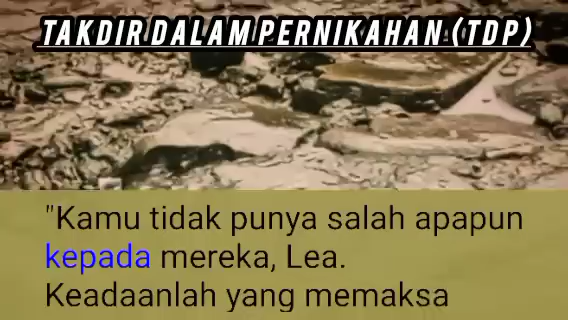 TAKDIR DALAM PERNIKAHAN (TDP)
"Kamu tidak punya salah apapun
kepada mereka, Lea.
Keadaanlah yang memaksa